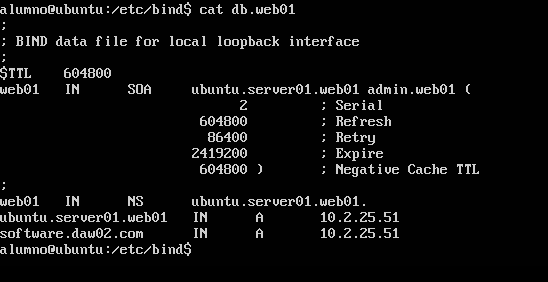 alumno@ubuntu:/etc/bind$ cat db.web01
;
; BIND data file for local loopback interface
;
$TTL    604800
web01   IN      SOA     ubuntu.server01.web01 admin.web01 (
                              2         ; Serial
                         604800         ; Refresh
                          86400         ; Retry
                        2419200         ; Expire
                         604800 )       ; Negative Cache TTL
;
web01   IN      NS      ubuntu.server01.web01.
ubuntu.server01.web01   IN      A       10.2.25.51
software.daw02.com      IN      A       10.2.25.51
alumno@ubuntu:/etc/bind$